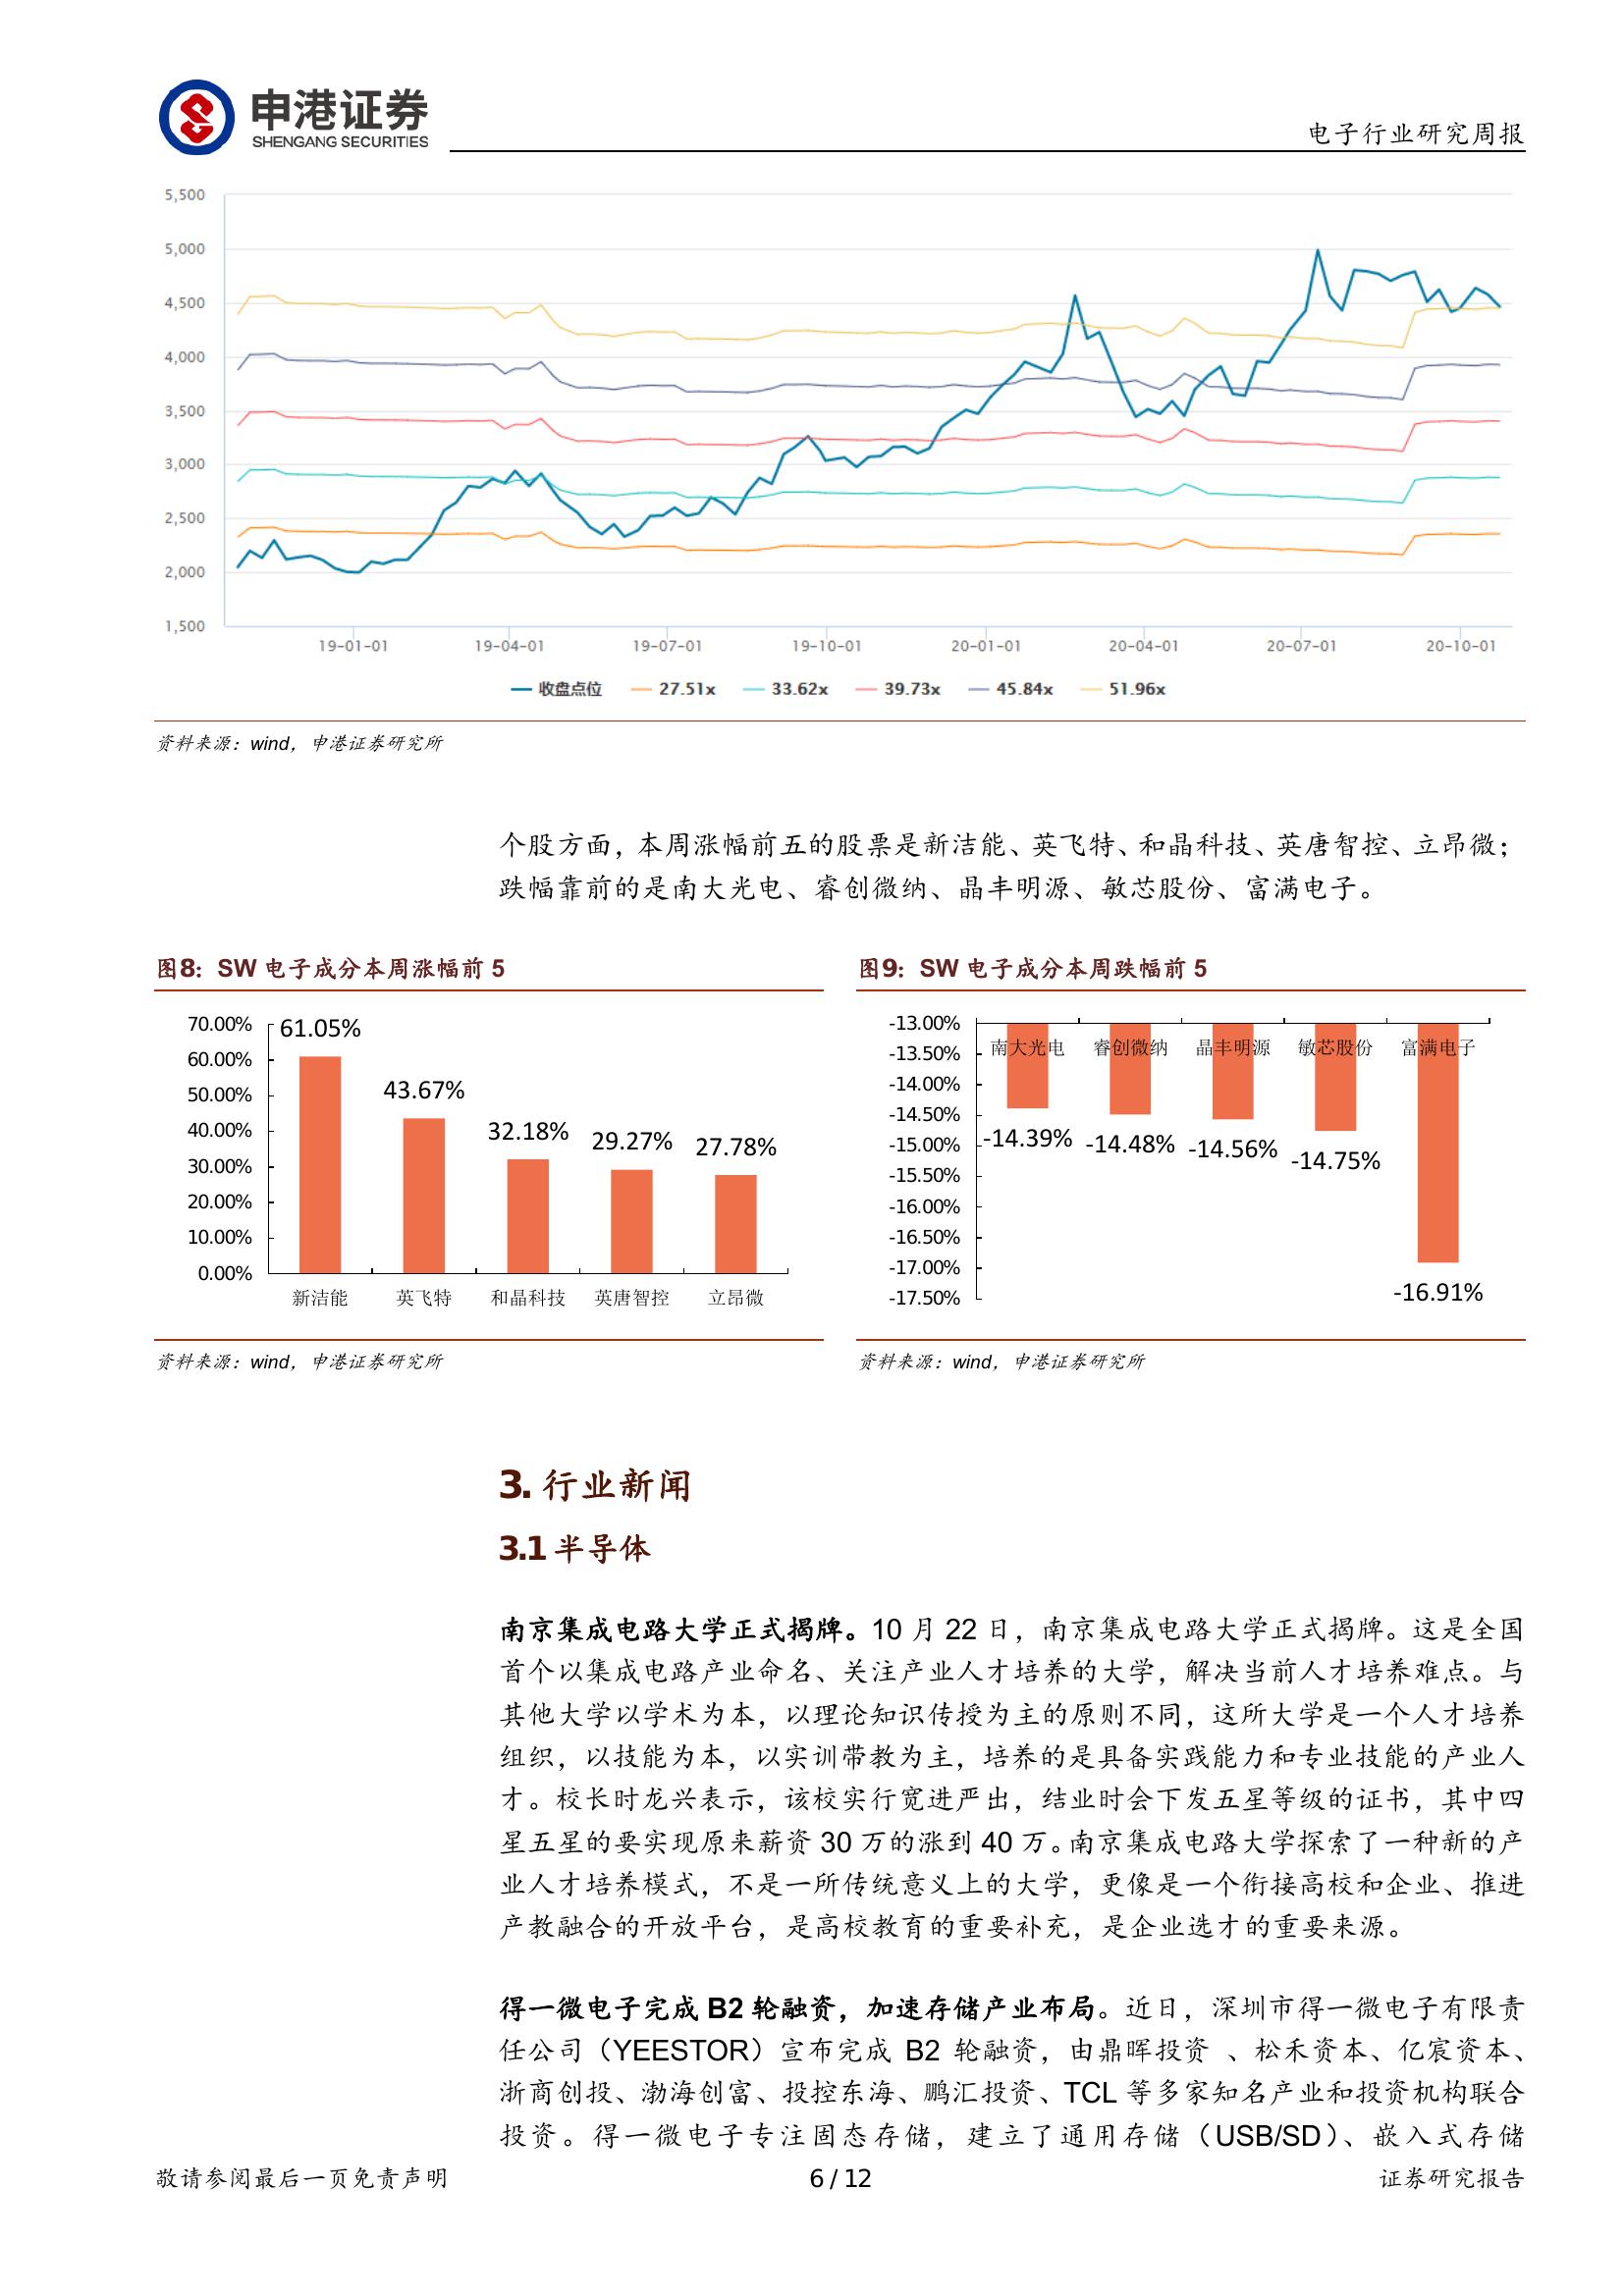 申港证券
SHENGANG SECURITIES
电子行业研究周报
5,500
5,000
4,500
4,000
3,500
3,000
2,500
2,000
1,500
19-01-01 19-04-01 19-07-01 19-10-01 20-01-01 20-04-01 20-07-01 20-10-01
收盘点位 27.51x 33.62x 39.73x 45.84x 51.96x
资料来源：wind，申港证券研究所
个股方面，本周涨幅前五的股票是新洁能、英飞特、和晶科技、英唐智控、立昂微；
跌幅靠前的是南大光电、睿创微纳、晶丰明源、敏芯股份、富满电子。
图8：SW 电子成分本周涨幅前 5
70.00%
60.00%
50.00%
40.00%
30.00%
20.00%
10.00%
0.00%
61.05%
43.67%
32.18%
29.27%
27.78%
新洁能 英飞特 和晶科技 英唐智控 立昂微
资料来源：wind，申港证券研究所
图9：SW 电子成分本周跌幅前 5
-13.00%
-13.50%
-14.00%
-14.50%
-15.00%
-15.50%
-16.00%
-16.50%
-17.00%
-17.50%
南大光电 睿创微纳 晶丰明源 敏芯股份 富满电子
-14.39%
-14.48%
-14.56%
-14.75%
-16.91%
资料来源：wind，申港证券研究所
3. 行业新闻
3.1 半导体
南京集成电路大学正式揭牌。10 月 22 日，南京集成电路大学正式揭牌。这是全国
首个以集成电路产业命名、关注产业人才培养的大学，解决当前人才培养难点。与
其他大学以学术为本，以理论知识传授为主的原则不同，这所大学是一个人才培养
组织，以技能为本，以实训带教为主，培养的是具备实践能力和专业技能的产业人
才。校长时龙兴表示，该校实行宽进严出，结业时会下发五星等级的证书，其中四
星五星的要实现原来薪资 30 万的涨到 40 万。南京集成电路大学探索了一种新的产
业人才培养模式，不是一所传统意义上的大学，更像是一个衔接高校和企业、推进
产教融合的开放平台，是高校教育的重要补充，是企业选才的重要来源。
得一微电子完成 B2 轮融资，加速存储产业布局。近日，深圳市得一微电子有限责
任公司（YEESTOR）宣布完成 B2 轮融资，由鼎晖投资 、松禾资本、亿宸资本、
浙商创投、渤海创富、投控东海、鹏汇投资、TCL 等多家知名产业和投资机构联合
投资。得一微电子专注固态存储，建立了通用存储（USB/SD）、嵌入式存储
敬请参阅最后一页免责声明
6 / 12
证券研究报告